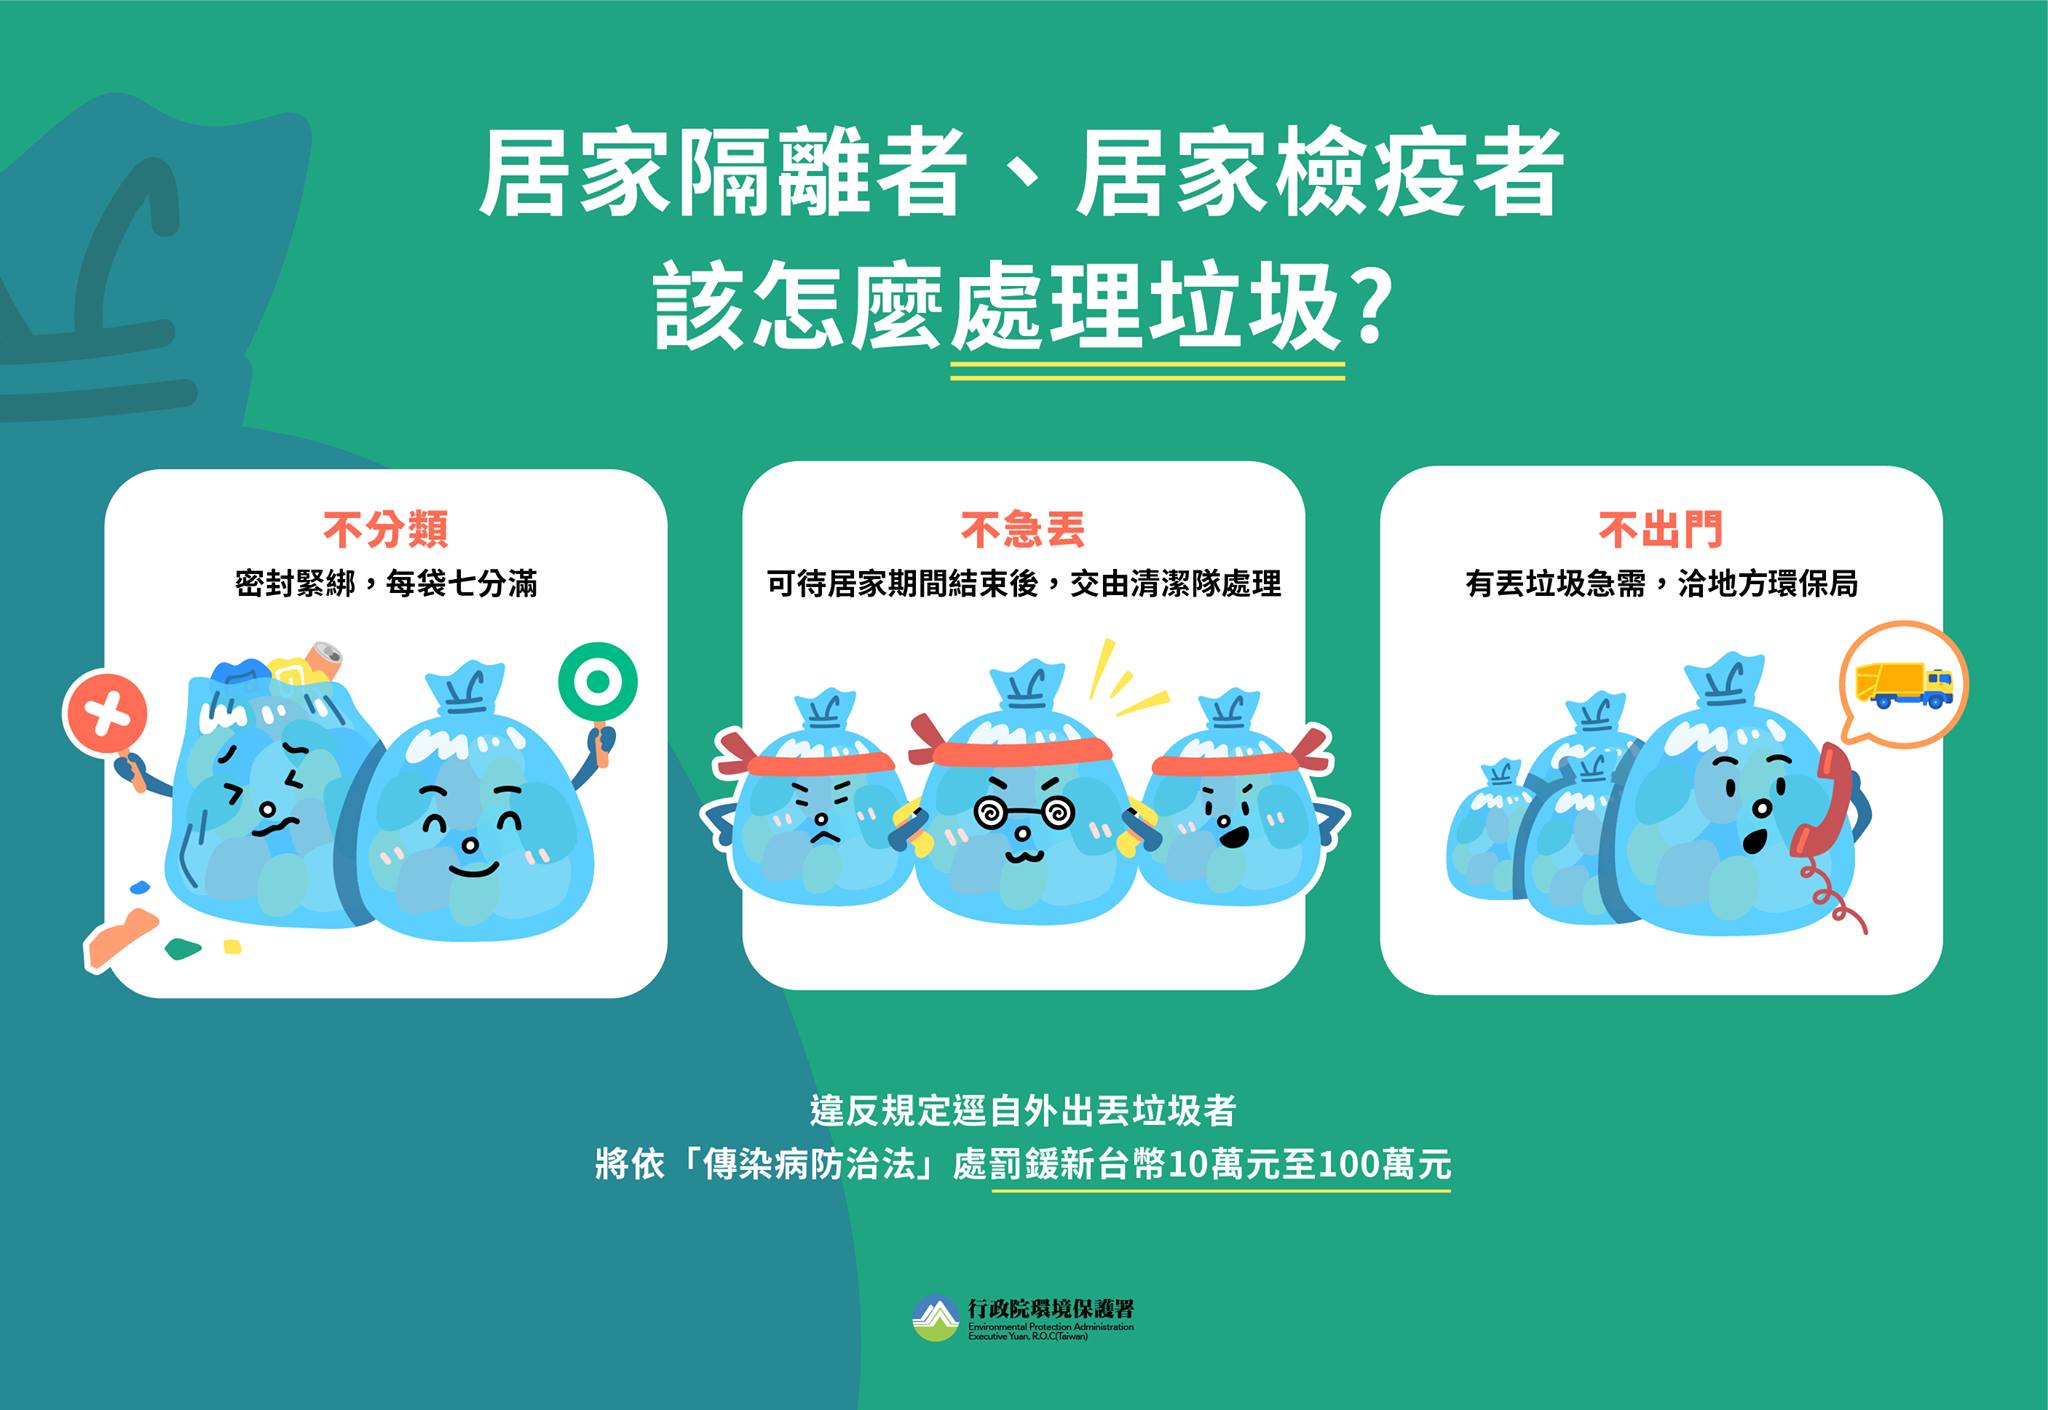 居家隔離者、居家檢疫者
該怎麼處理垃圾?
不分類
密封緊綁，每袋七分滿
不急丟
可待居家期間結束後，交由清潔隊處理
不出門
有丟垃圾急需，洽地方環保局
違反規定逕自外出丟垃圾者
將依「傳染病防治法」處罰鍰新台幣10萬元至100萬元
行政院環境保護署
Environmental Protection Administration
Executive Yuan, R.O.C(Taiwan)